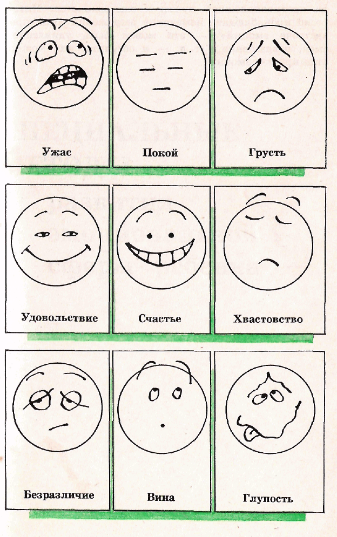 Ужас
Покой
Грусть
Удовольствие
Счастье
Хвастовство
Безразличие
Вина
Глупость